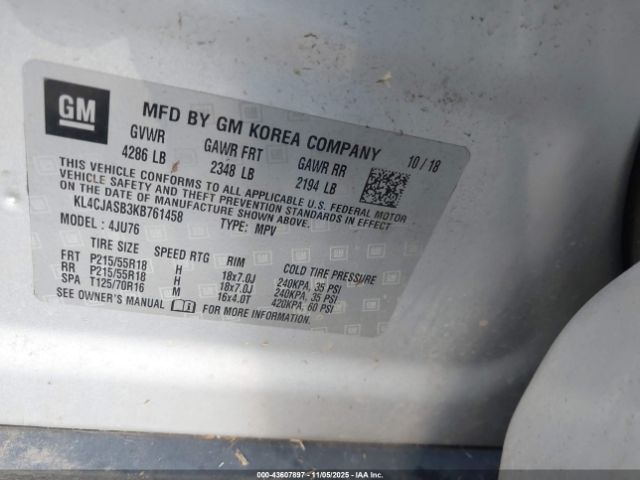 GM
MFD BY GM KOREA COMPANY 10/18
GVWR GAWR FRT GAWR RR
4286 LB 2348 LB 2194 LB
THIS VEHICLE CONFORMS TO ALL APPLICABLE U.S. FEDERAL MOTOR
VEHICLE SAFETY AND THEFT PREVENTION STANDARDS IN EFFECT
ON THE DATE OF MANUFACTURE SHOWN ABOVE.
KL4CJASB3KB761458 TYPE: MPV
MODEL: 4JU76
TIRE SIZE SPEED RTG RIM COLD TIRE PRESSURE
FRT P215/55R18 H 18x7.0J 240KPA, 35 PSI
RR P215/55R18 H 18x7.0J 240KPA, 35 PSI
SPA T125/70R16 M 16x4.0T 420KPA, 60 PSI
SEE OWNER'S MANUAL FOR MORE INFORMATION.
000-43607897 - 11/05/2025 - IAAI.COM